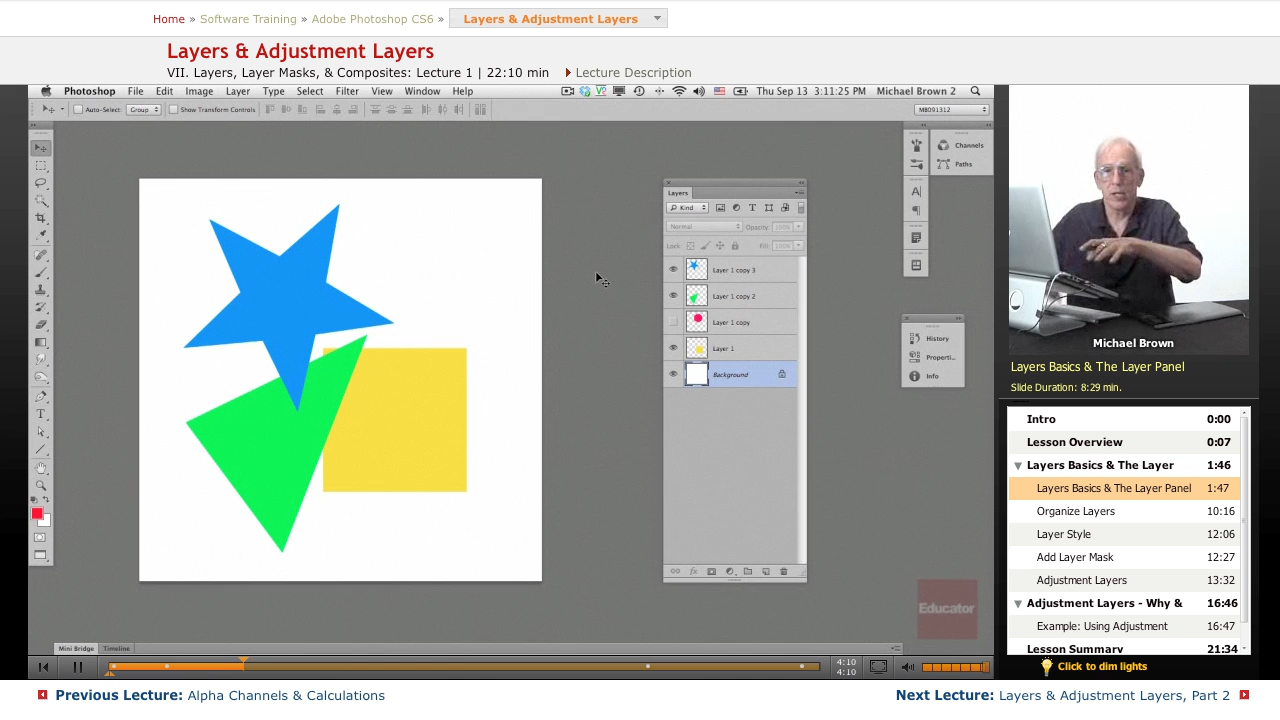 Home » Software Training » Adobe Photoshop CS6 » Layers & Adjustment Layers
Layers & Adjustment Layers
VII. Layers, Layer Masks, & Composites: Lecture 1 | 22:10 min Lecture Description
Photoshop File Edit Image Layer Type Select Filter View Window Help Thu Sep 13 3:11:25 PM Michael Brown 2
Auto-Select: Group Show Transform Controls MB091312
Channels
Paths
Layers
Kind
Normal Opacity: 100%
Lock: Fill: 100%
Layer 1 copy 3
Layer 1 copy 2
Layer 1 copy
Layer 1
Background
History
Properti...
Info
Educator
Mini Bridge Timeline
4:10
4:10
Michael Brown
Layers Basics & The Layer Panel
Slide Duration: 8:29 min.
Intro 0:00
Lesson Overview 0:07
Layers Basics & The Layer 1:46
Layers Basics & The Layer Panel 1:47
Organize Layers 10:16
Layer Style 12:06
Add Layer Mask 12:27
Adjustment Layers 13:32
Adjustment Layers - Why & 16:46
Example: Using Adjustment 16:47
Lesson Summary 21:34
Click to dim lights
Previous Lecture: Alpha Channels & Calculations
Next Lecture: Layers & Adjustment Layers, Part 2